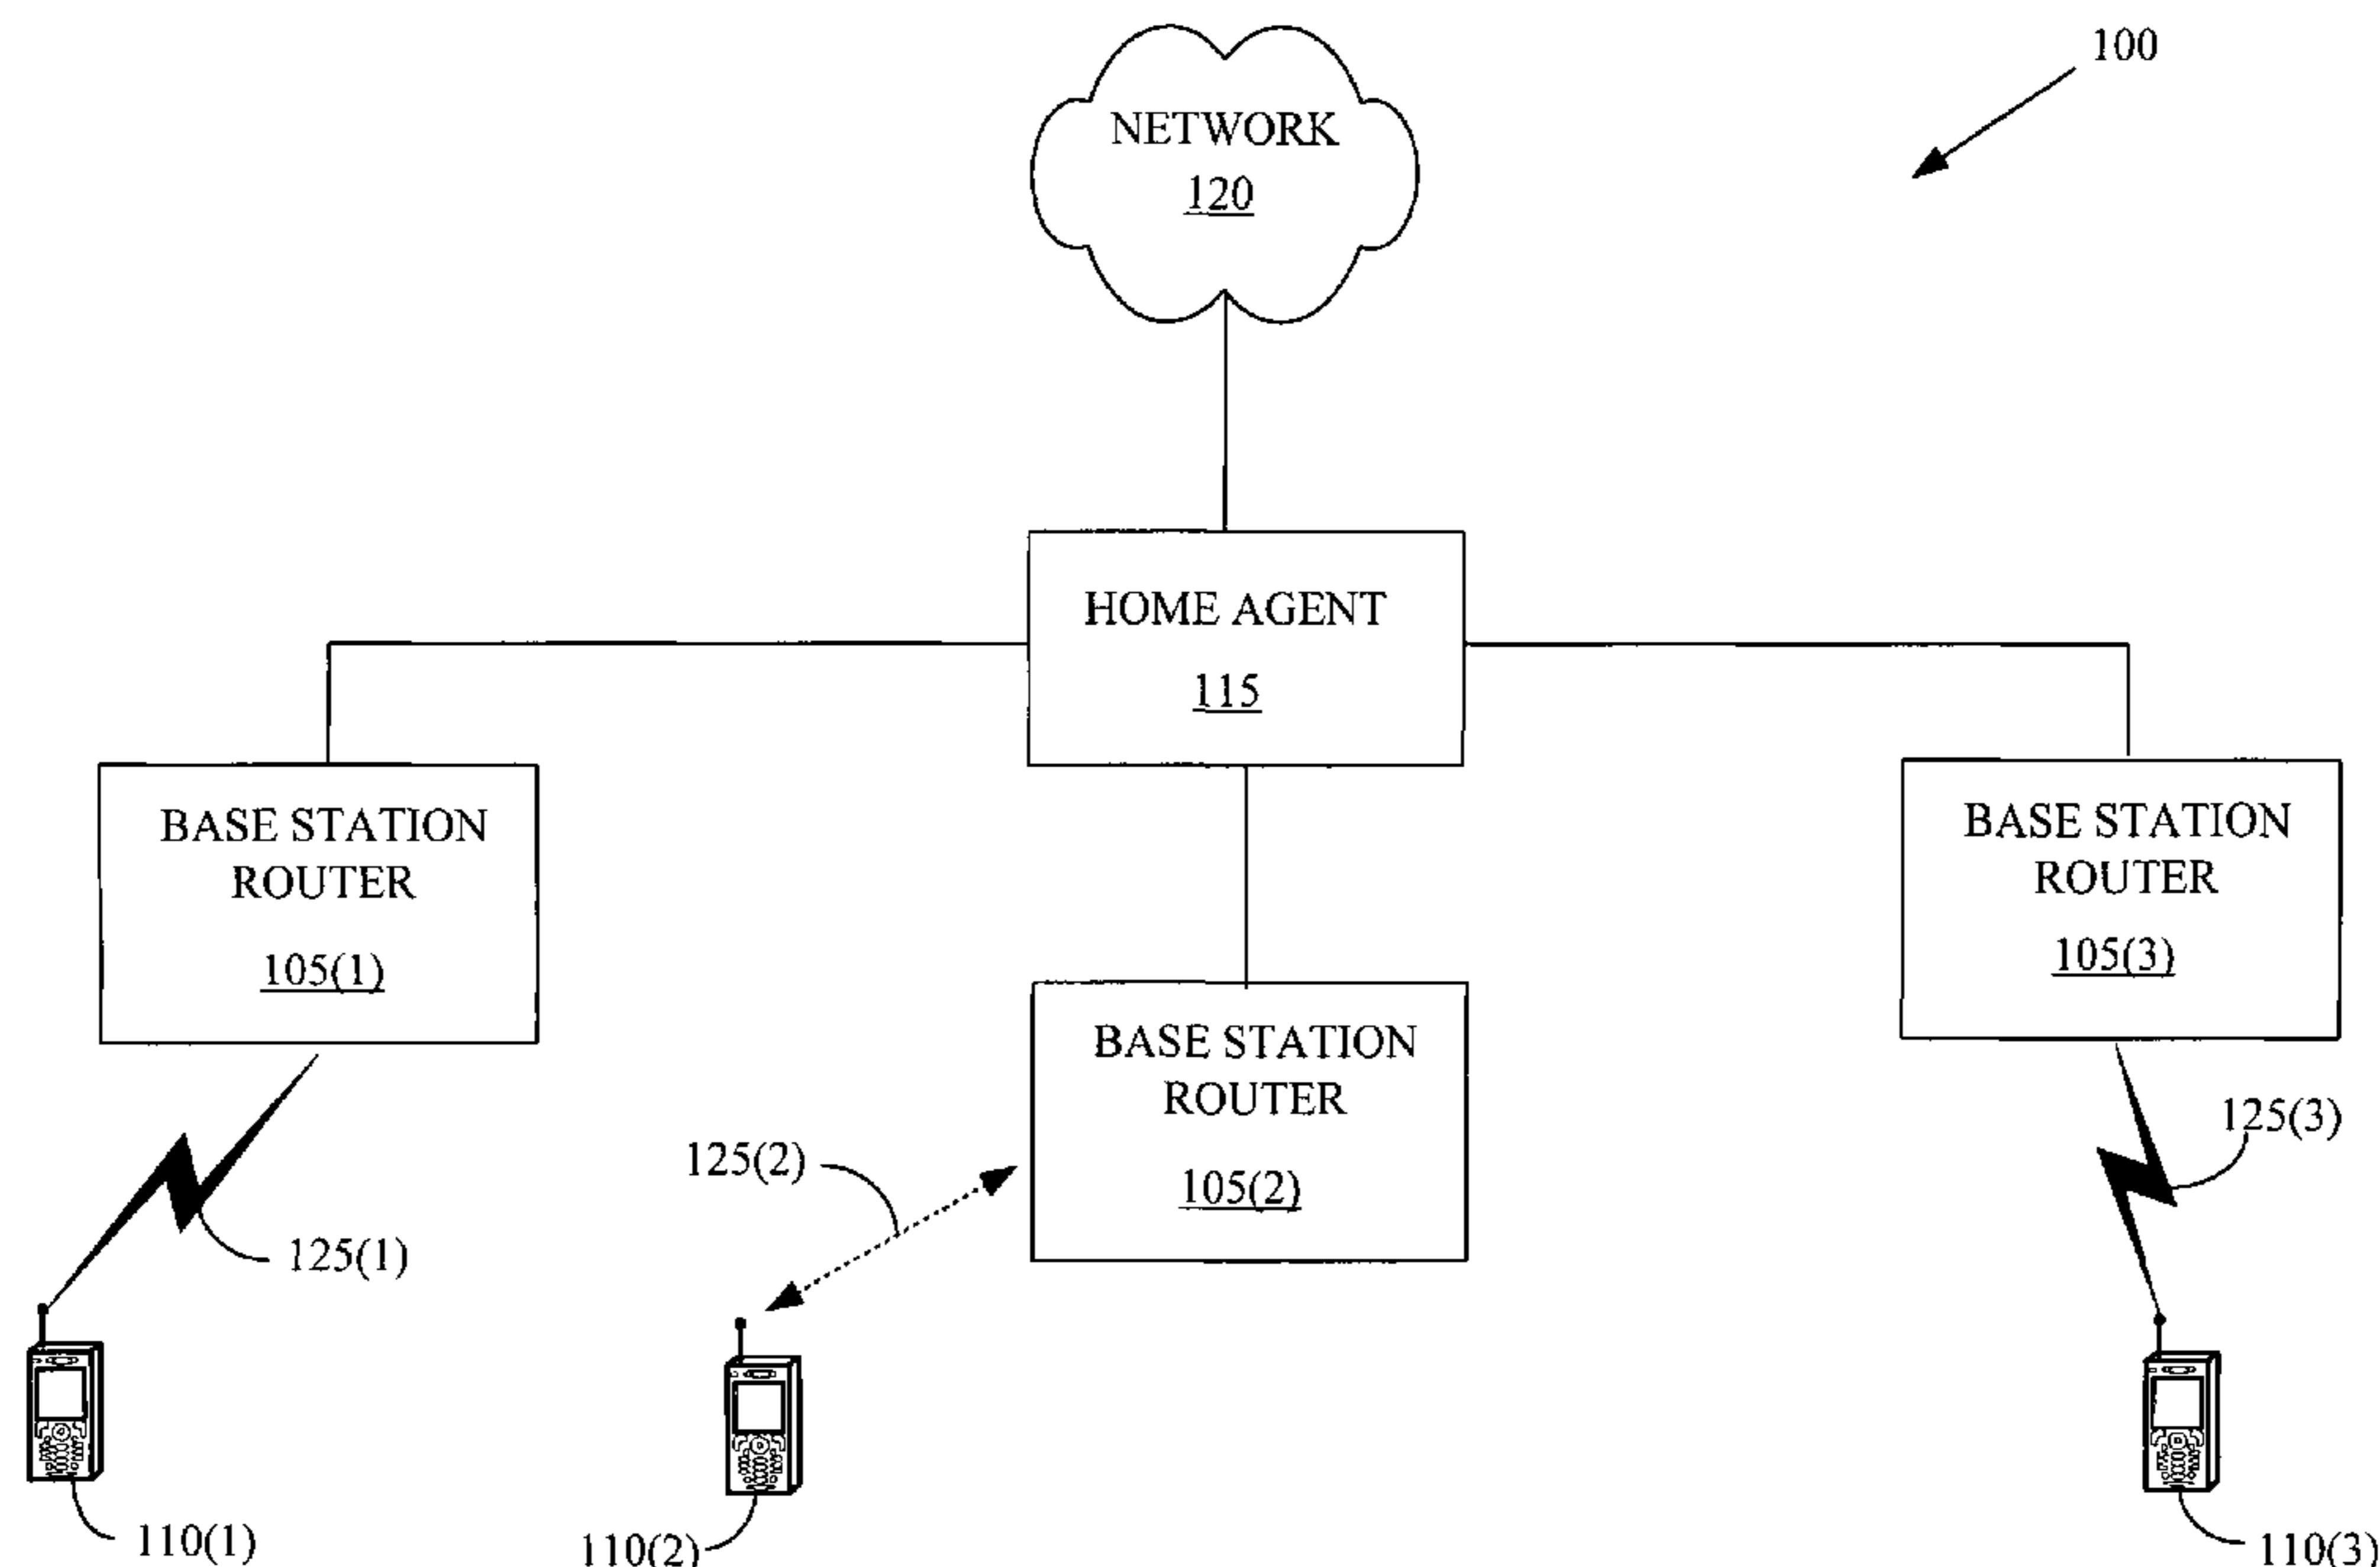 100
NETWORK
120
HOME AGENT
115
BASE STATION
ROUTER
105(1)
BASE STATION
ROUTER
105(3)
BASE STATION
ROUTER
105(2)
125(1)
125(2)
125(3)
110(1)
110(2)
110(3)